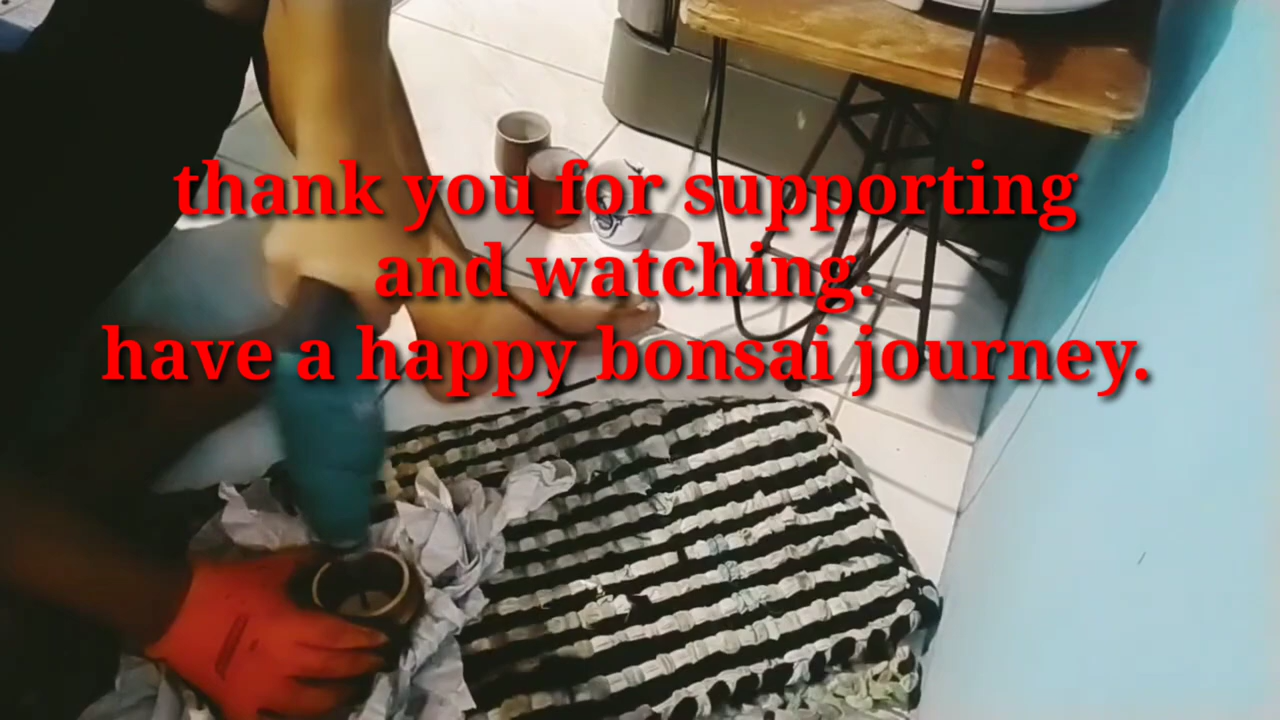 thank you for supporting
and watching.
have a happy bonsai journey.